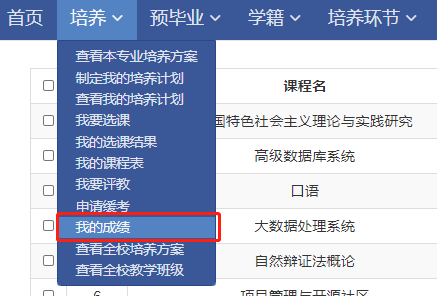 首页 培养 预毕业 学籍 培养环节
查看本专业培养方案
制定我的培养计划
查看我的培养计划
我要选课
我的选课结果
我的课程表
我要评教
申请缓考
我的成绩
查看全校培养方案
查看全校教学班级
课程名
国特色社会主义理论与实践研究
高级数据库系统
口语
大数据处理系统
自然辩证法概论
6 项目管理与开源社区